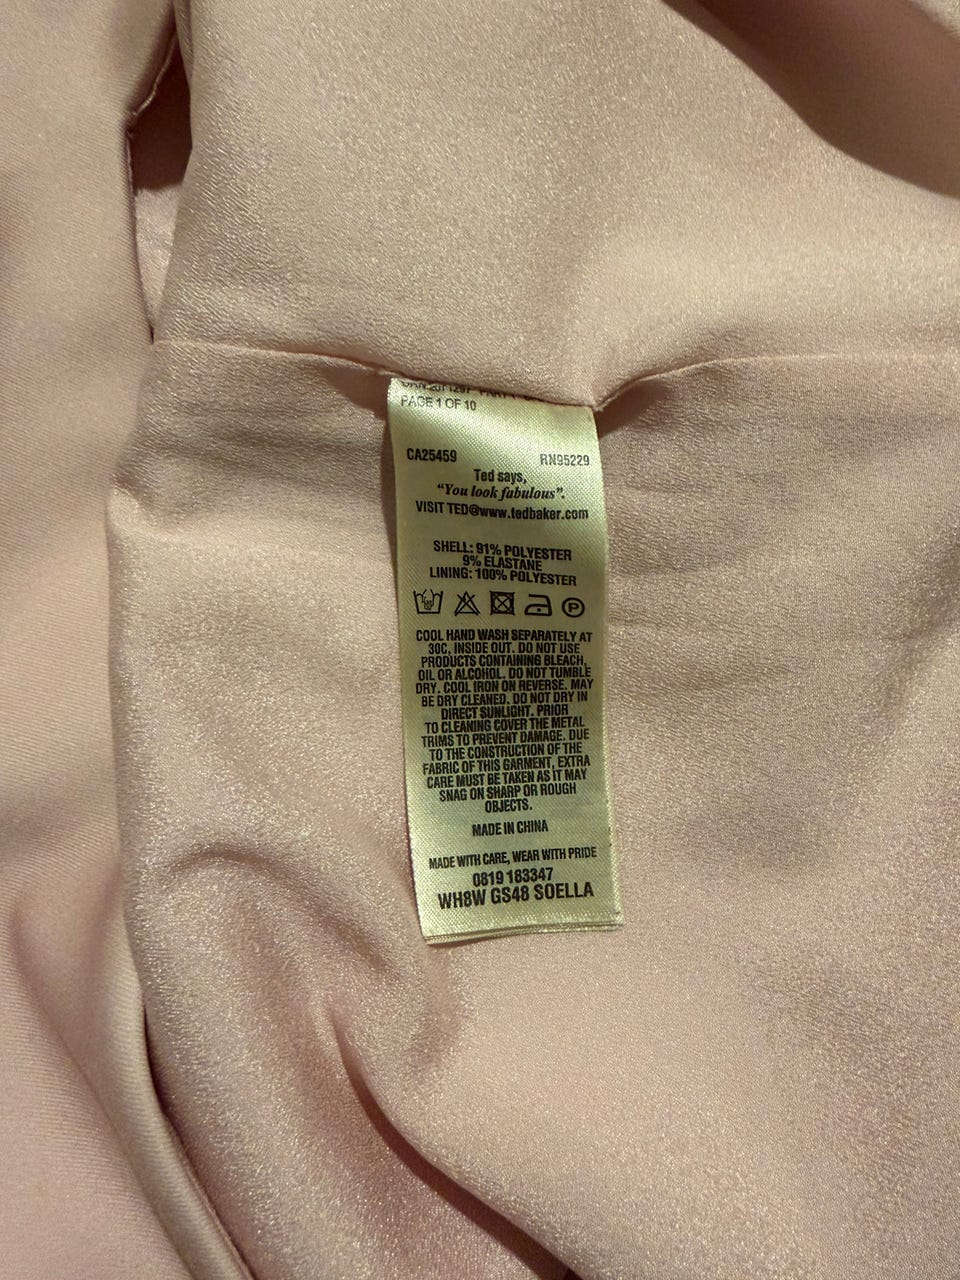 PAGE 1 OF 10
CA25459 RN95229
Ted says,
“You look fabulous”.
VISIT TED@www.tedbaker.com
SHELL: 91% POLYESTER
9% ELASTANE
LINING: 100% POLYESTER
P
COOL HAND WASH SEPARATELY AT
30C, INSIDE OUT. DO NOT USE
PRODUCTS CONTAINING BLEACH,
OIL OR ALCOHOL. DO NOT TUMBLE
DRY. COOL IRON ON REVERSE. MAY
BE DRY CLEANED. DO NOT DRY IN
DIRECT SUNLIGHT. PRIOR
TO CLEANING COVER THE METAL
TRIMS TO PREVENT DAMAGE. DUE
TO THE CONSTRUCTION OF THE
FABRIC OF THIS GARMENT, EXTRA
CARE MUST BE TAKEN AS IT MAY
SNAG ON SHARP OR ROUGH
OBJECTS.
MADE IN CHINA
MADE WITH CARE, WEAR WITH PRIDE
0819 183347
WH8W GS48 SOELLA